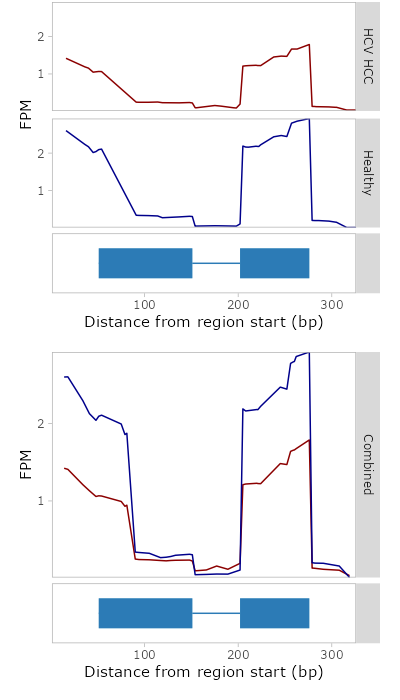 HCV HCC
2
1
FPM
Healthy
2
1
100 200 300
Distance from region start (bp)
Combined
2
1
FPM
100 200 300
Distance from region start (bp)